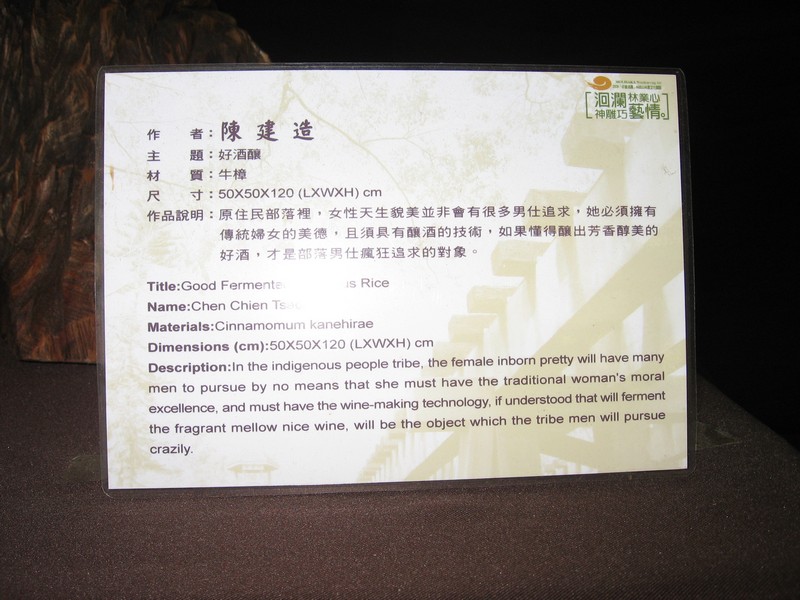 洄瀾 林業心
神雕巧 藝情。
作 者：陳建造
主 題：好酒釀
材 質：牛樟
尺 寸：50X50X120 (LXWXH) cm
作品說明：原住民部落裡，女性天生貌美並非會有很多男仕追求，她必須擁有
傳統婦女的美德，且須具有釀酒的技術，如果懂得釀出芳香醇美的
好酒，才是部落男仕瘋狂追求的對象。
Title:Good Rice
Name:Chen Chien
Materials:Cinnamomum kanehirae
Dimensions (cm):50X50X120 (LXWXH) cm
Description:In the indigenous people tribe, the female inborn pretty will have many
men to pursue by no means that she must have the traditional woman's moral
excellence, and must have the wine-making technology, if understood that will ferment
the fragrant mellow nice wine, will be the object which the tribe men will pursue
crazily.